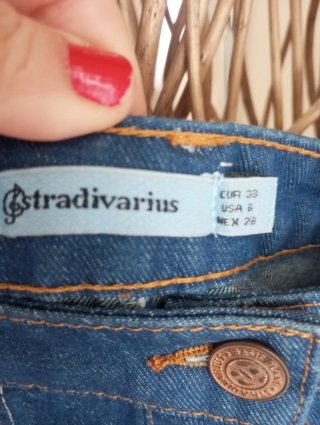 stradivarius
EUR 38
USA 6
MEX 28